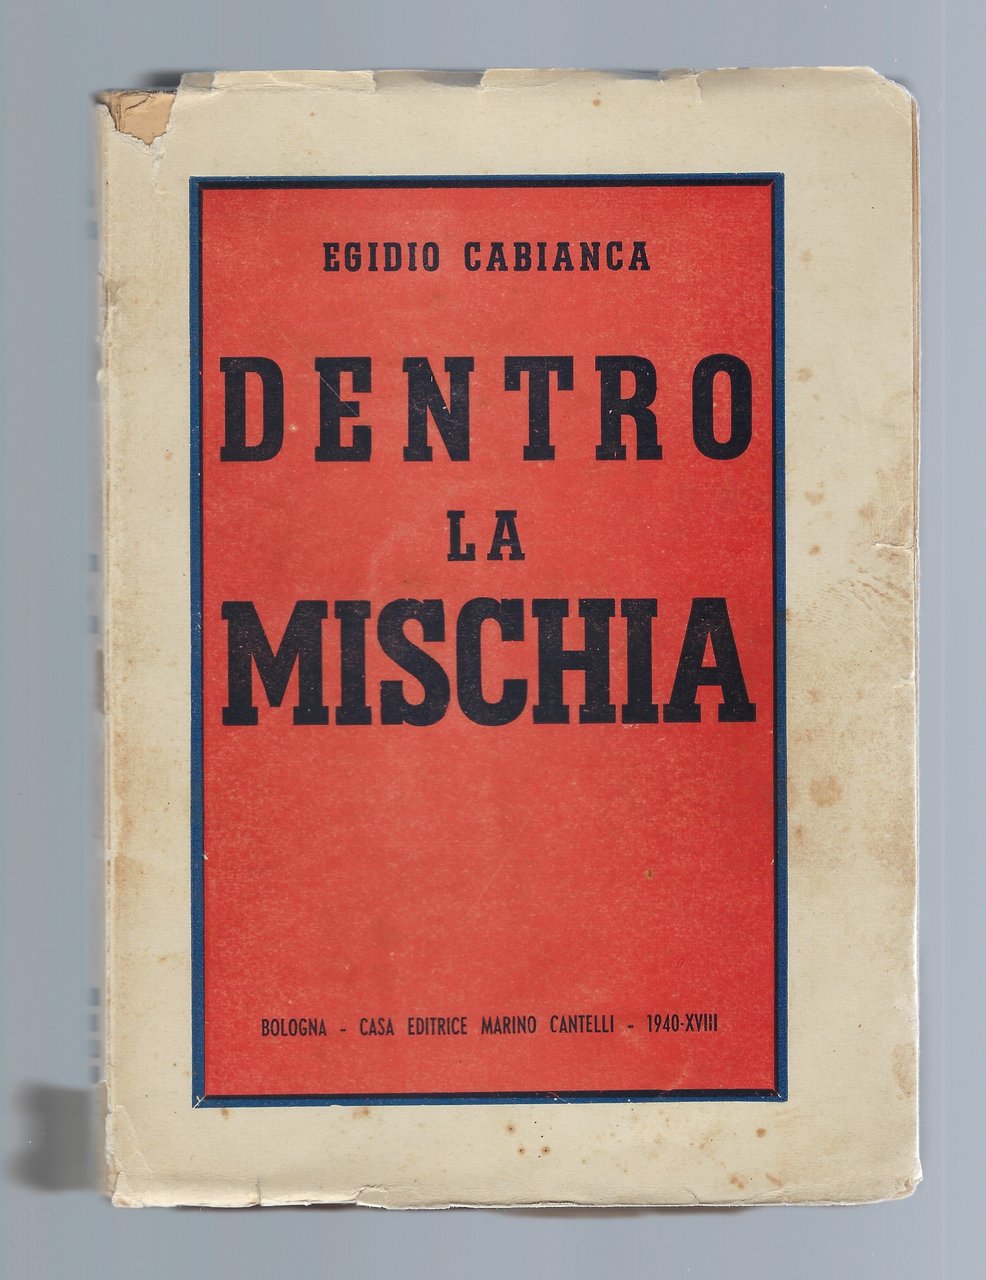 EGIDIO CABIANCA
DENTRO
LA
MISCHIA
BOLOGNA - CASA EDITRICE MARINO CANTELLI - 1940-XVIII